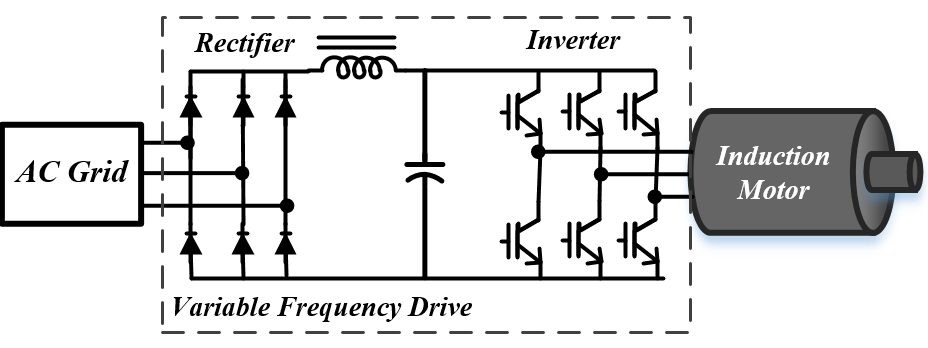 Rectifier
Inverter
AC Grid
Induction
Motor
Variable Frequency Drive